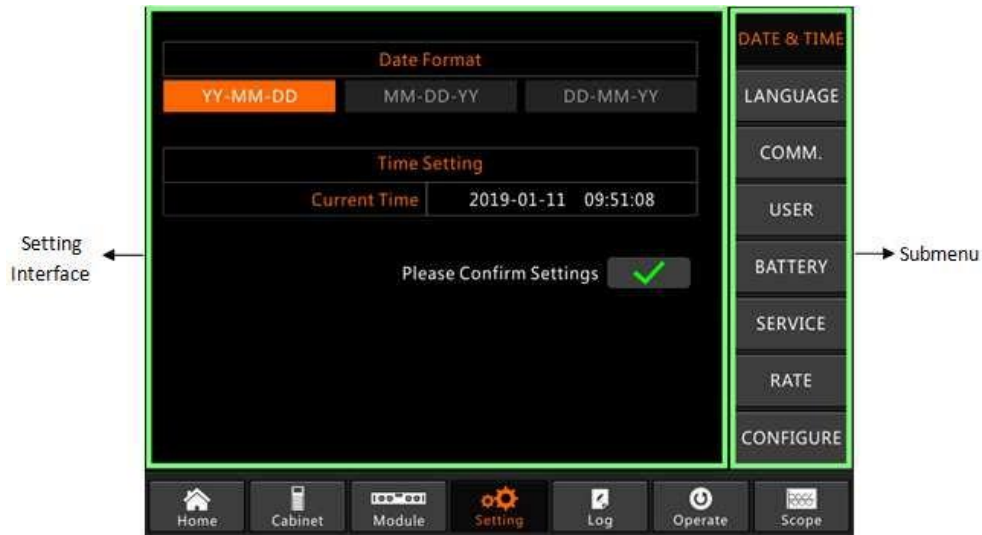 Date Format
YY-MM-DD MM-DD-YY DD-MM-YY
Time Setting
Current Time 2019-01-11 09:51:08
Please Confirm Settings
DATE & TIME
LANGUAGE
COMM.
USER
BATTERY
SERVICE
RATE
CONFIGURE
Home Cabinet Module Setting Log Operate Scope
Setting
Interface
Submenu